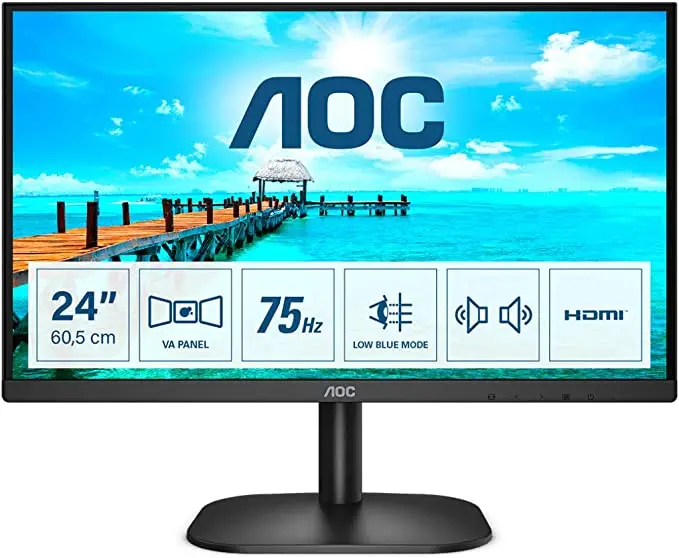 AOC
24"
60,5 cm
VA PANEL
75Hz
LOW BLUE MODE
HDMI
AOC